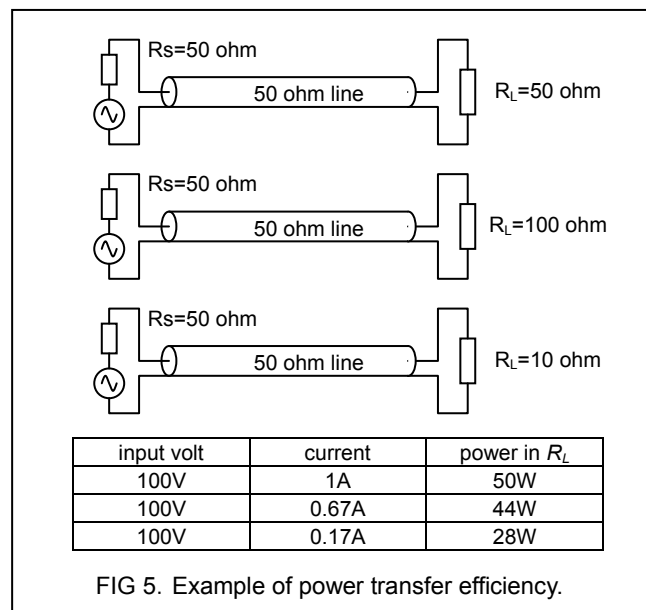 Rs=50 ohm
50 ohm line
RL=50 ohm
Rs=50 ohm
50 ohm line
RL=100 ohm
Rs=50 ohm
50 ohm line
RL=10 ohm
input volt current power in RL
100V 1A 50W
100V 0.67A 44W
100V 0.17A 28W
FIG 5. Example of power transfer efficiency.